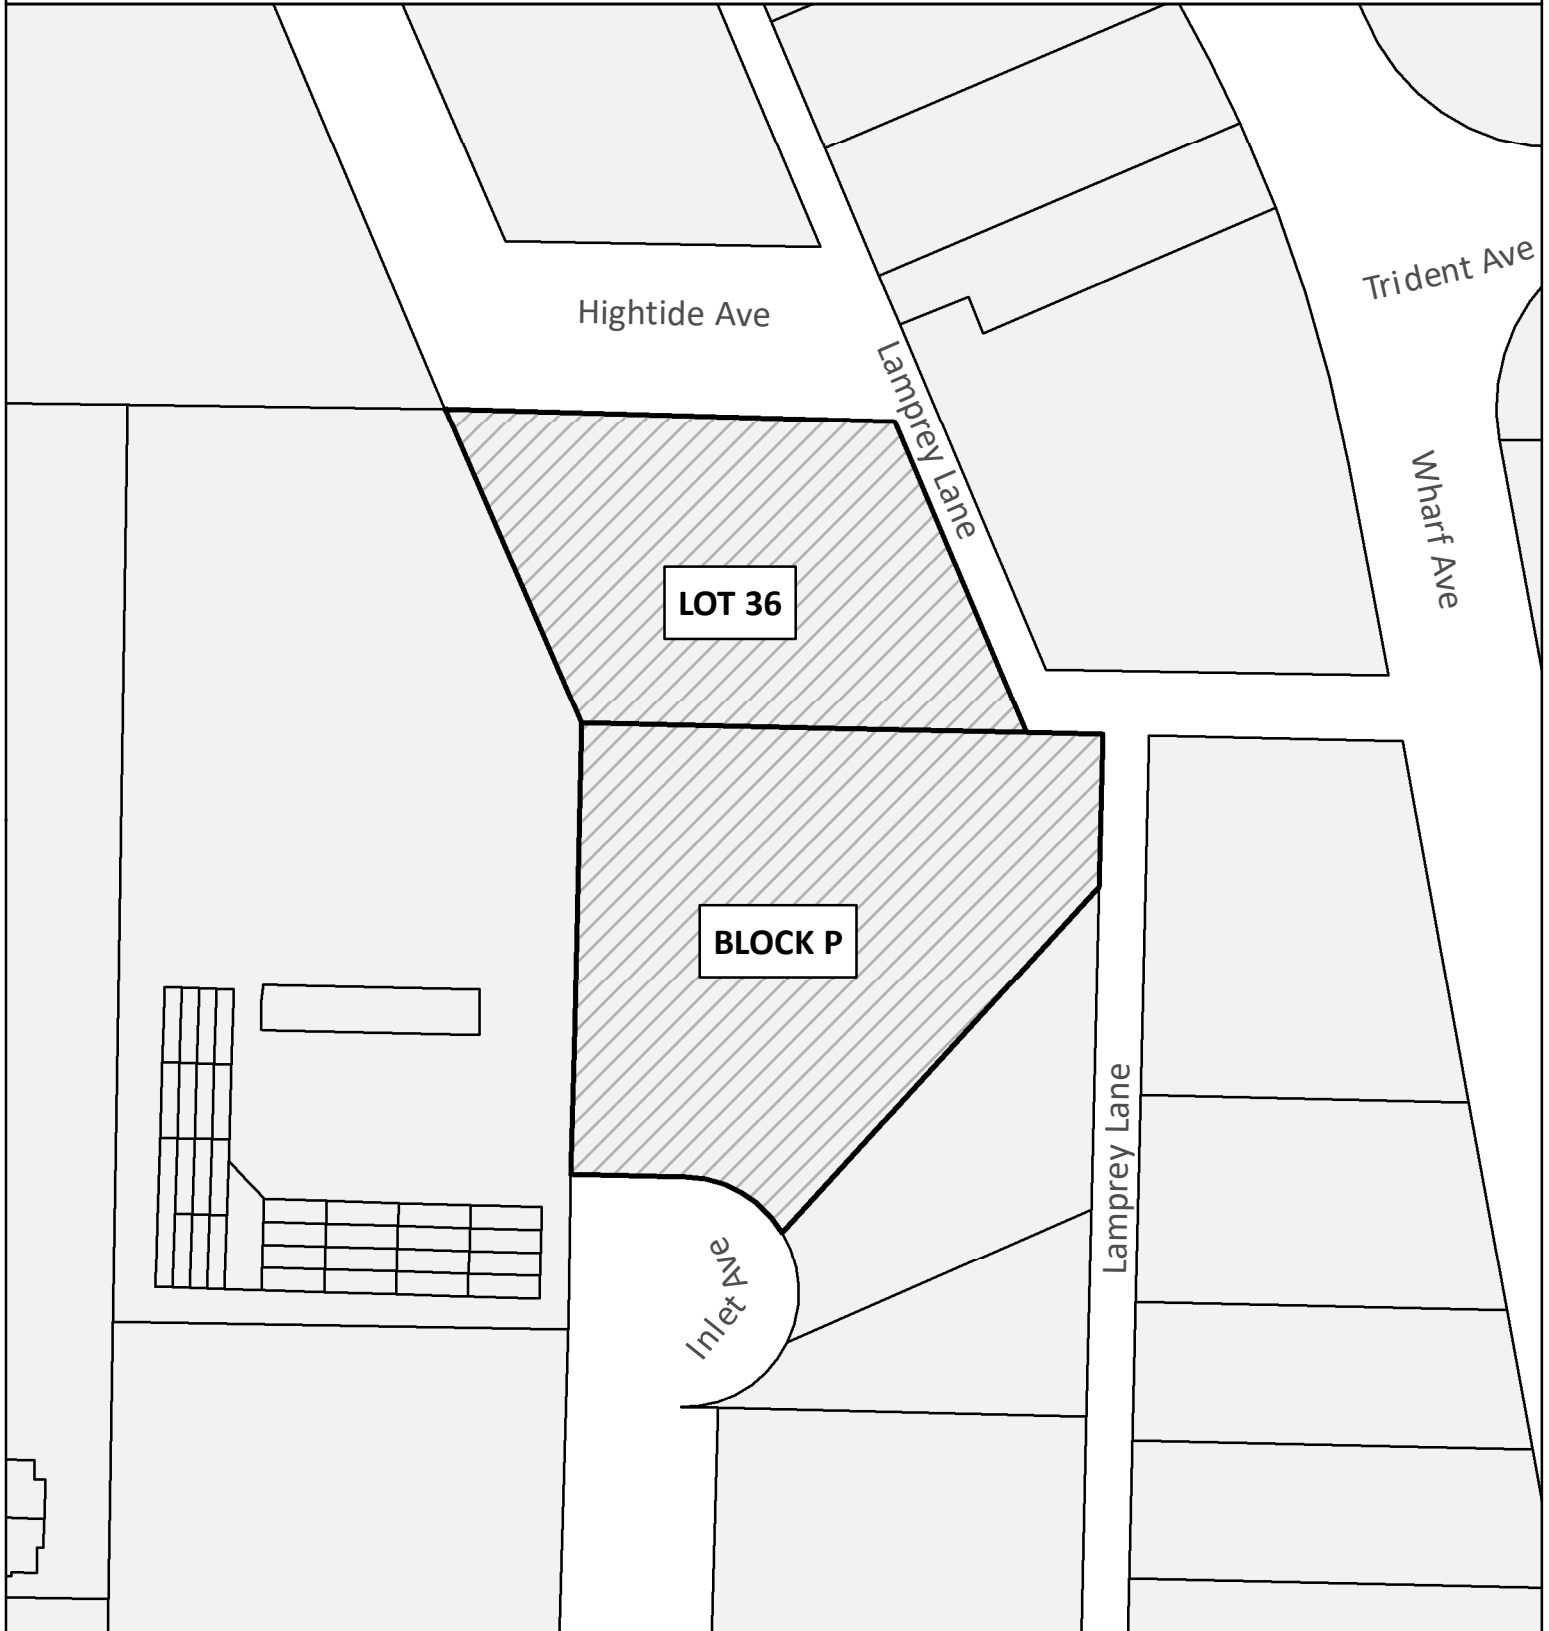 Trident Ave
Hightide Ave
Lamprey Lane
Wharf Ave
LOT 36
BLOCK P
Lamprey Lane
Inlet Ave